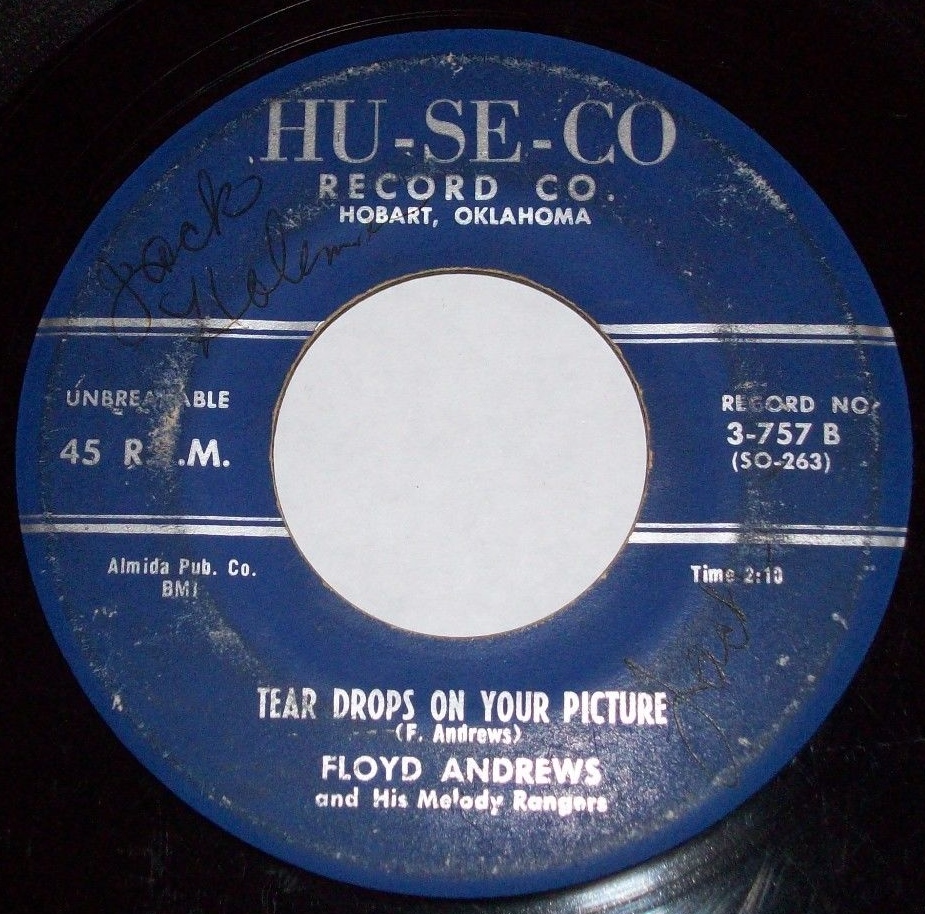 HU-SE-CO
RECORD CO.
HOBART, OKLAHOMA
Jack
UNBREAKABLE
45 R.P.M.
RECORD NO.
3-757 B
(SO-263)
Almida Pub. Co.
BMI
Time 2:10
Jack
TEAR DROPS ON YOUR PICTURE
(F. Andrews)
FLOYD ANDREWS
and His Melody Rangers